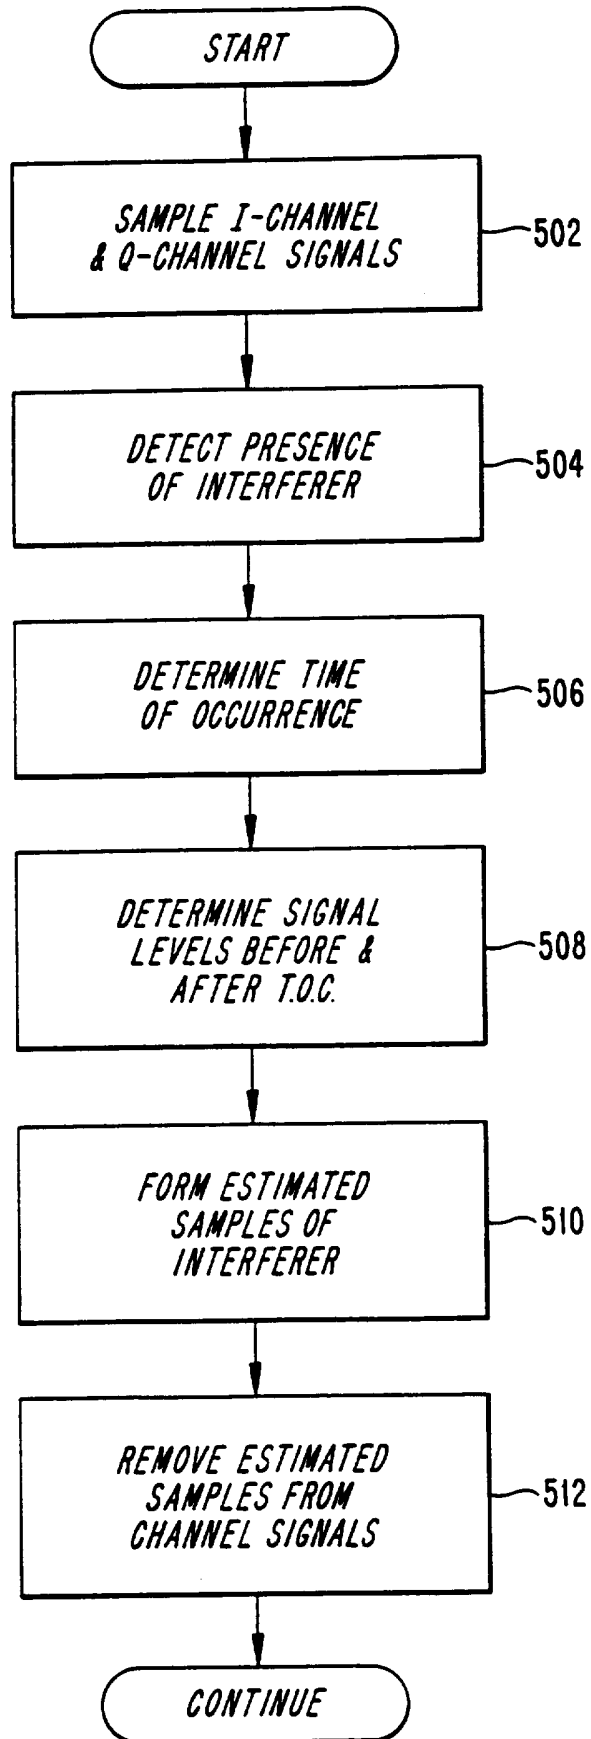 START
SAMPLE I-CHANNEL
& Q-CHANNEL SIGNALS
502
DETECT PRESENCE
OF INTERFERER
504
DETERMINE TIME
OF OCCURRENCE
506
DETERMINE SIGNAL
LEVELS BEFORE &
AFTER T.O.C.
508
FORM ESTIMATED
SAMPLES OF
INTERFERER
510
REMOVE ESTIMATED
SAMPLES FROM
CHANNEL SIGNALS
512
CONTINUE